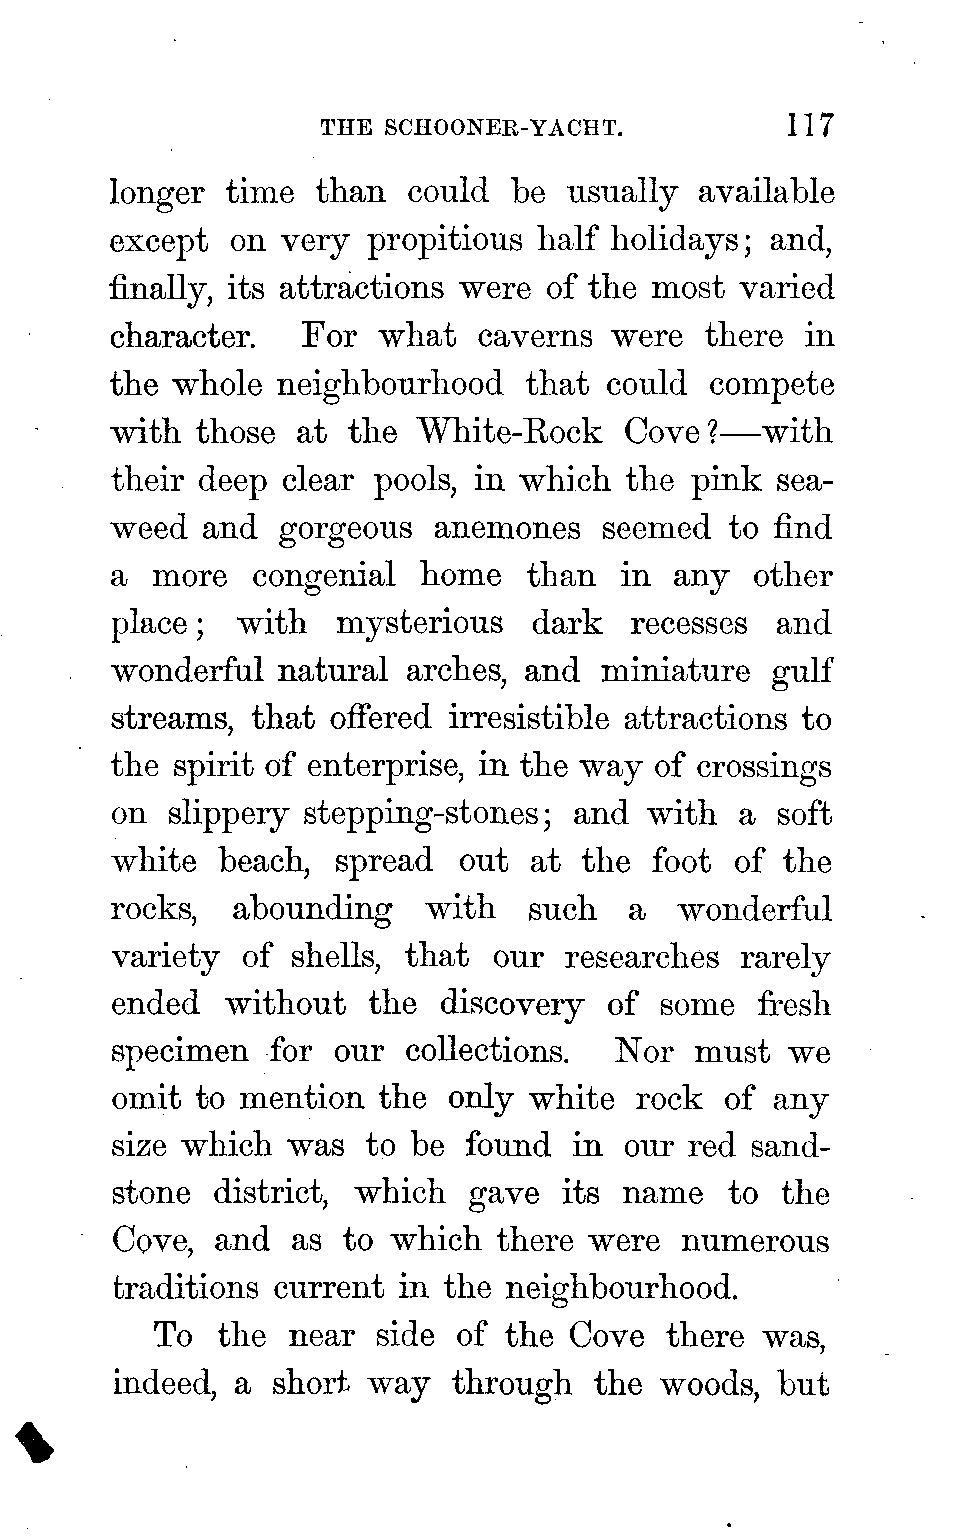 THE SCHOONER-YACHT. 117
longer time than could be usually available
except on very propitious half holidays; and,
finally, its attractions were of the most varied
character. For what caverns were there in
the whole neighbourhood that could compete
with those at the White-Rock Cove?—with
their deep clear pools, in which the pink sea-
weed and gorgeous anemones seemed to find
a more congenial home than in any other
place; with mysterious dark recesses and
wonderful natural arches, and miniature gulf
streams, that offered irresistible attractions to
the spirit of enterprise, in the way of crossings
on slippery stepping-stones; and with a soft
white beach, spread out at the foot of the
rocks, abounding with such a wonderful
variety of shells, that our researches rarely
ended without the discovery of some fresh
specimen for our collections. Nor must we
omit to mention the only white rock of any
size which was to be found in our red sand-
stone district, which gave its name to the
Cove, and as to which there were numerous
traditions current in the neighbourhood.
To the near side of the Cove there was,
indeed, a short way through the woods, but